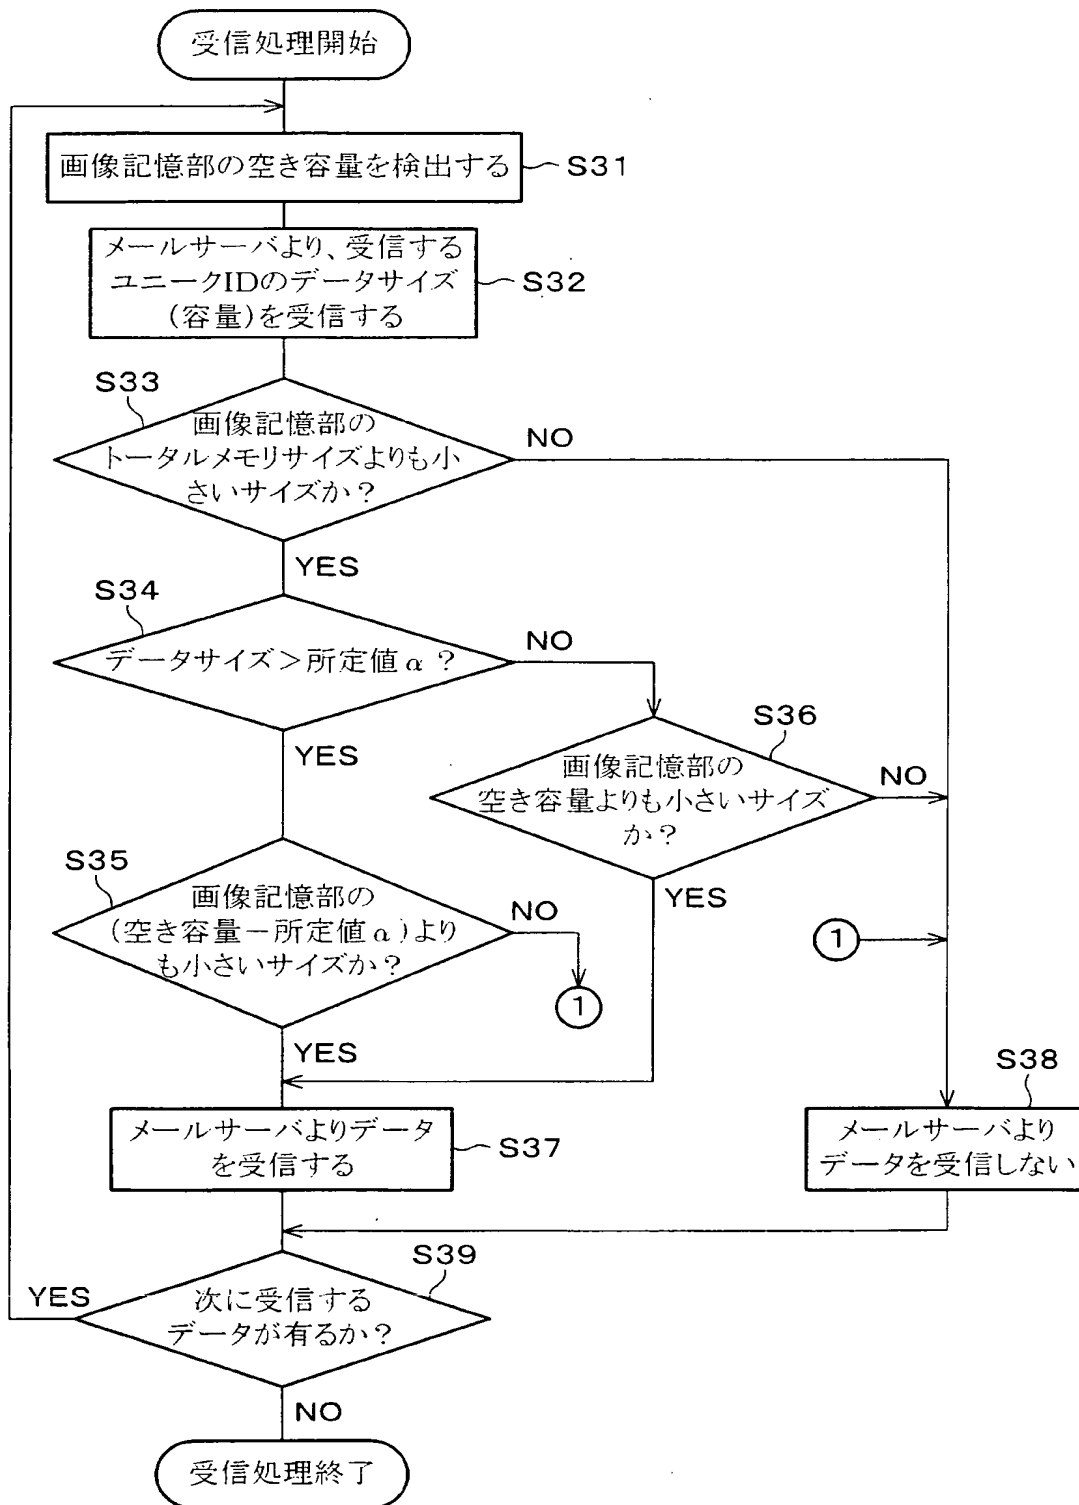 受信処理開始
画像記憶部の空き容量を検出する
S31
メールサーバより、受信する
ユニークIDのデータサイズ
(容量)を受信する
S32
S33
画像記憶部の
トータルメモリサイズよりも小
さいサイズか?
NO
YES
S34
データサイズ>所定値α?
NO
YES
S36
画像記憶部の
空き容量よりも小さいサイズ
か?
NO
YES
S35
画像記憶部の
(空き容量-所定値α)より
も小さいサイズか?
NO
1
1
YES
S38
メールサーバより
データを受信しない
メールサーバよりデータ
を受信する
S37
S39
次に受信する
データが有るか?
YES
NO
受信処理終了